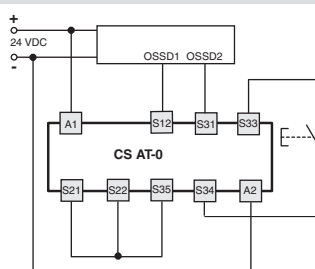 +
24 VDC
-
OSSD1 OSSD2
A1 S12 S31 S33
CS AT-0
S21 S22 S35 S34 A2